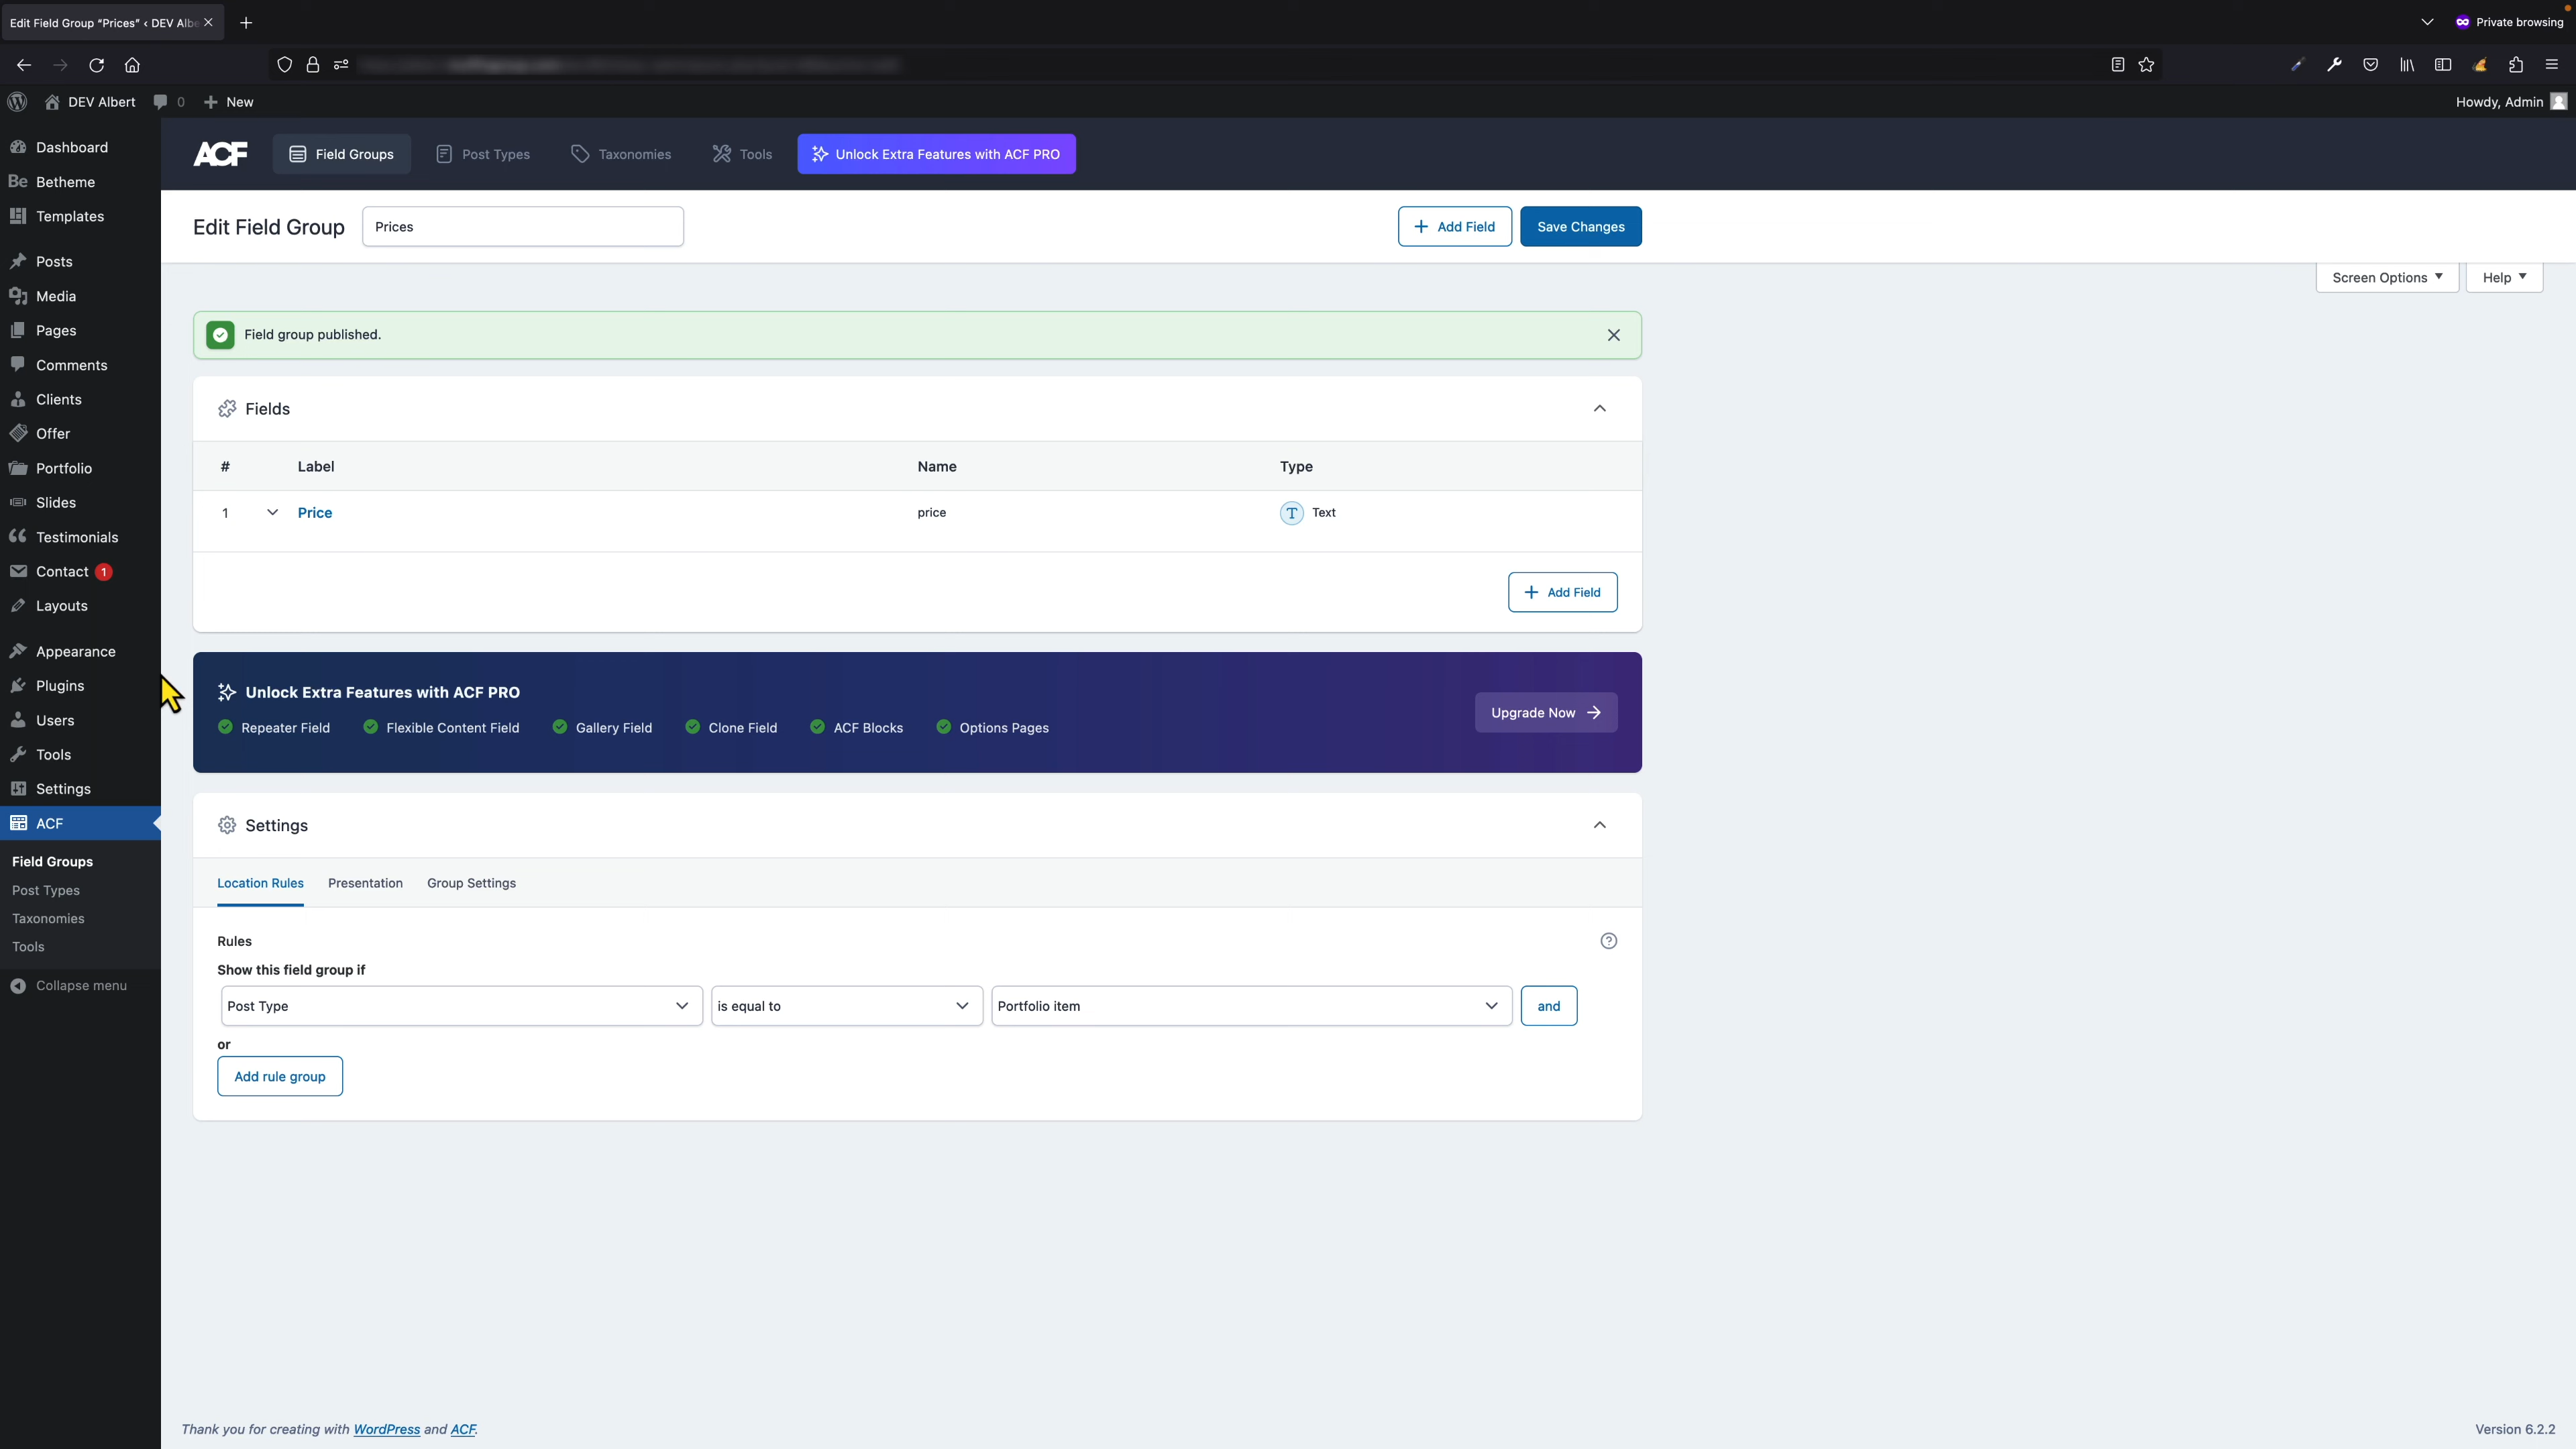 Edit Field Group “Prices” ‹ DEV Albe
Private browsing
DEV Albert 0 New
Howdy, Admin
Dashboard
Betheme
Templates
Posts
Media
Pages
Comments
Clients
Offer
Portfolio
Slides
Testimonials
Contact 1
Layouts
Appearance
Plugins
Users
Tools
Settings
ACF
Field Groups
Post Types
Taxonomies
Tools
Collapse menu
ACF Field Groups Post Types Taxonomies Tools Unlock Extra Features with ACF PRO
Edit Field Group Prices + Add Field Save Changes
Screen Options Help
Field group published.
Fields
# Label Name Type
1 Price price T Text
+ Add Field
Unlock Extra Features with ACF PRO
Repeater Field Flexible Content Field Gallery Field Clone Field ACF Blocks Options Pages
Upgrade Now
Settings
Location Rules Presentation Group Settings
Rules
Show this field group if
Post Type is equal to Portfolio item and
or
Add rule group
Thank you for creating with WordPress and ACF.
Version 6.2.2